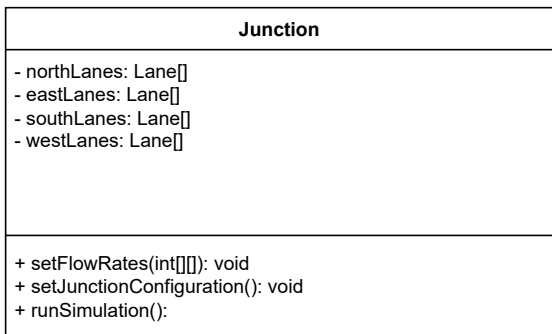 Junction
- northLanes: Lane[]
- eastLanes: Lane[]
- southLanes: Lane[]
- westLanes: Lane[]
+ setFlowRates(int[][]): void
+ setJunctionConfiguration(): void
+ runSimulation():